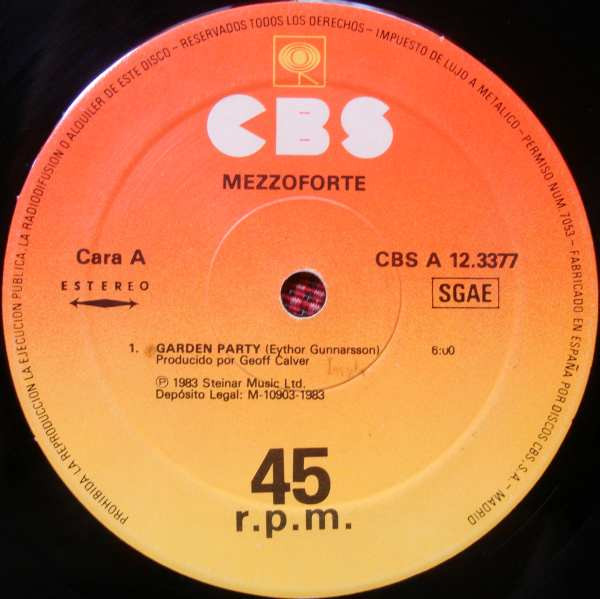 PROHIBIDA LA REPRODUCCION, LA EJECUCION PUBLICA, LA RADIODIFUSION O ALQUILER DE ESTE DISCO - RESERVADOS TODOS LOS DERECHOS - IMPUESTO DE LUJO A METALICO - PERMISO NUM. 7053 - FABRICADO EN ESPAÑA POR DISCOS CBS, S.A. - MADRID
CBS
MEZZOFORTE
Cara A
CBS A 12.3377
ESTEREO
SGAE
1. GARDEN PARTY (Eythor Gunnarsson) 6:00
Producido por Geoff Calver
℗ 1983 Steinar Music Ltd.
Depósito Legal: M-10903-1983
45
r.p.m.